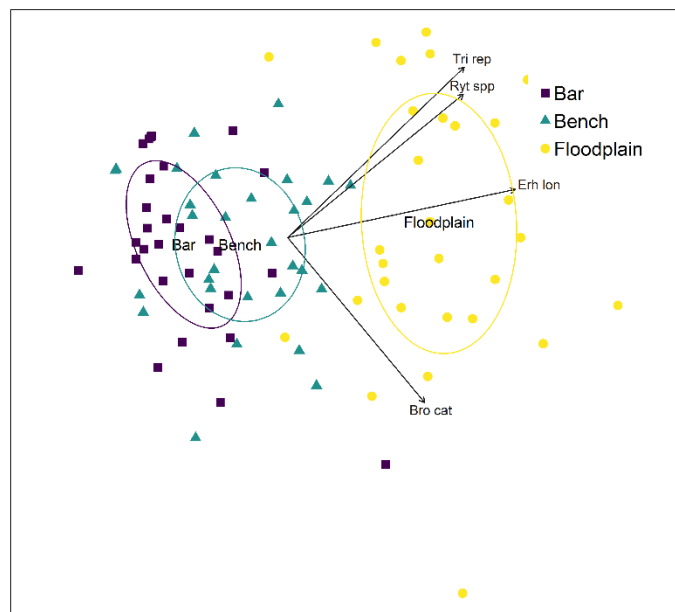 Tri rep
Ryt spp
Bar
Bench
Floodplain
Erh lon
Floodplain
Bar
Bench
Bro cat